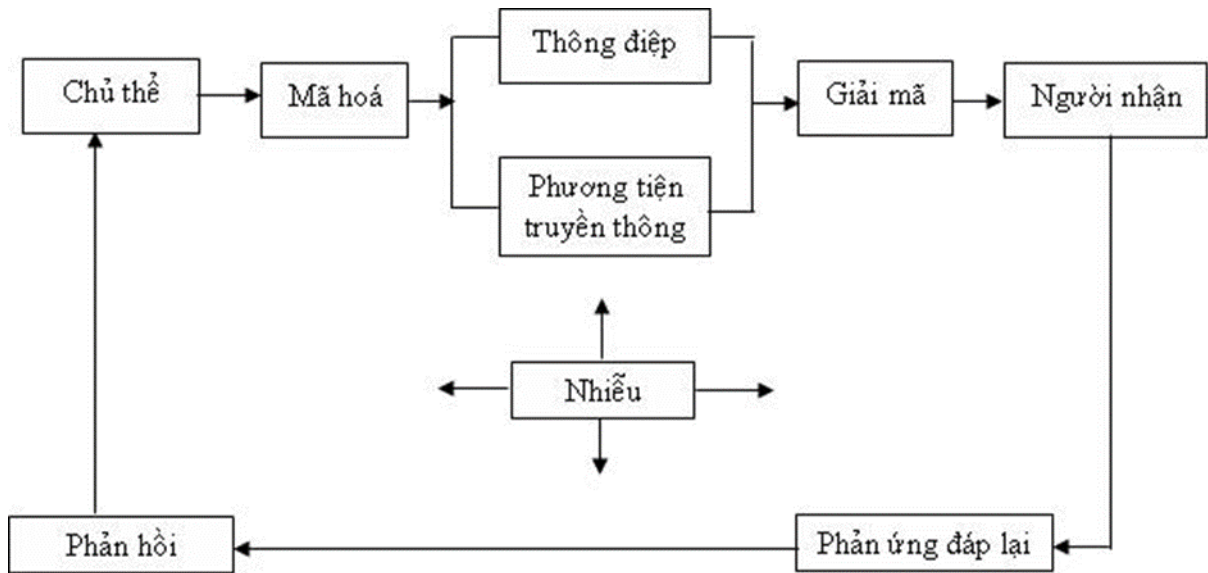 Chủ thể
Mã hoá
Thông điệp
Phương tiện
truyền thông
Giải mã
Người nhận
Nhiễu
Phản hồi
Phản ứng đáp lại